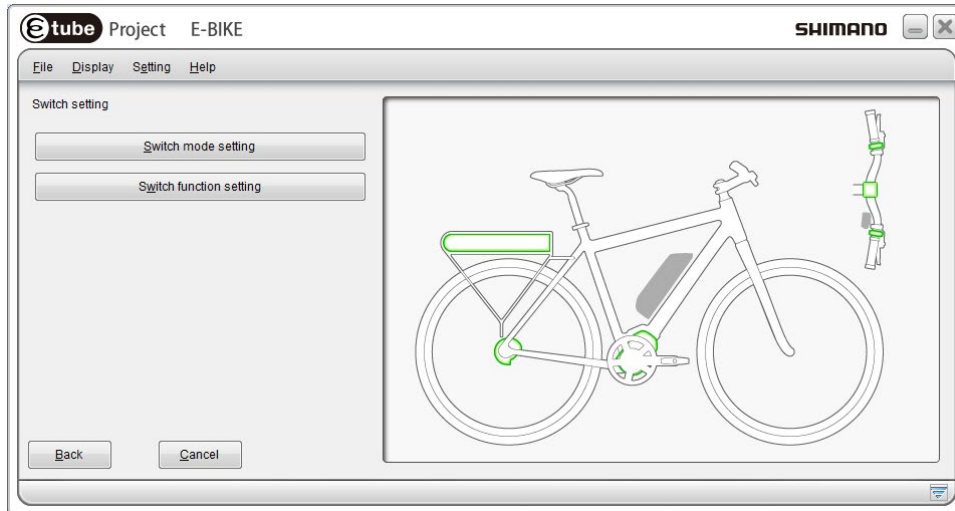 e tube Project E-BIKE SHIMANO
File Display Setting Help
Switch setting
Switch mode setting
Switch function setting
Back Cancel